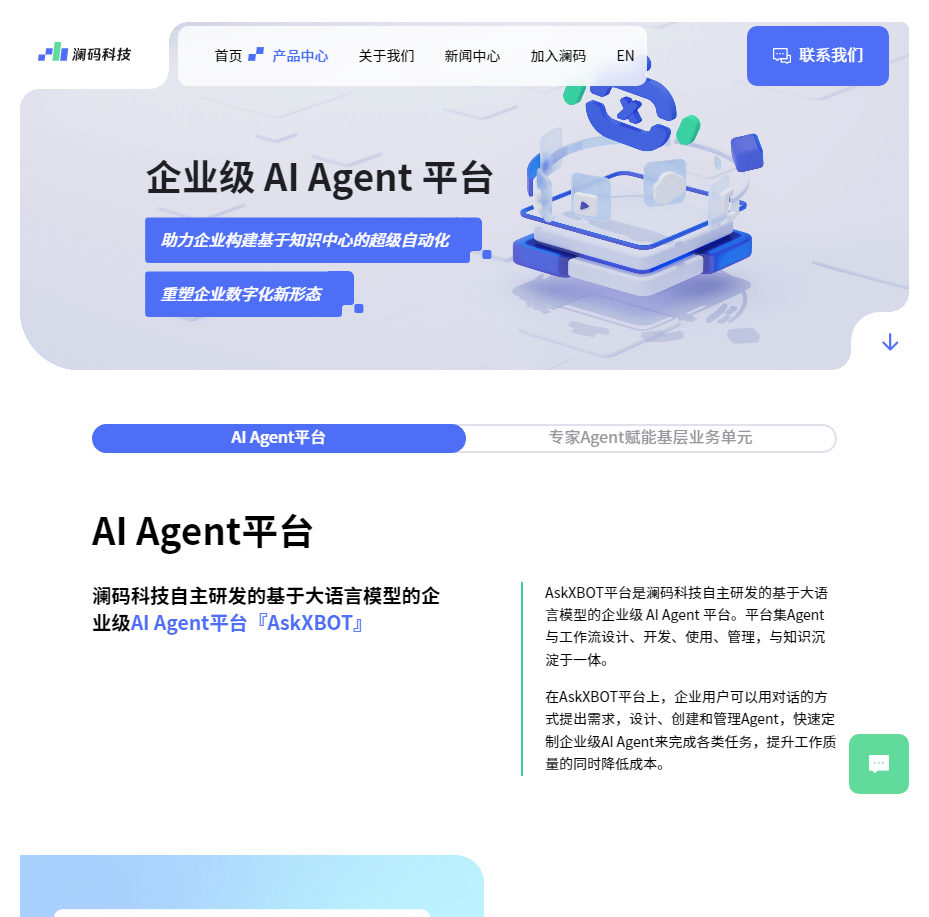 澜码科技
首页 产品中心 关于我们 新闻中心 加入澜码 EN
联系我们
企业级 AI Agent 平台
助力企业构建基于知识中心的超级自动化
重塑企业数字化新形态
AI Agent平台
专家Agent赋能基层业务单元
AI Agent平台
澜码科技自主研发的基于大语言模型的企
业级AI Agent平台『AskXBOT』
AskXBOT平台是澜码科技自主研发的基于大语
言模型的企业级 AI Agent 平台。平台集Agent
与工作流设计、开发、使用、管理，与知识沉
淀于一体。
在AskXBOT平台上，企业用户可以用对话的方
式提出需求，设计、创建和管理Agent，快速定
制企业级AI Agent来完成各类任务，提升工作质
量的同时降低成本。